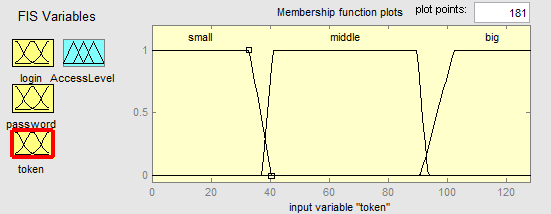 FIS Variables
login
AccessLevel
password
token
Membership function plots
plot points:
181
small
middle
big
1
0.5
0
0
20
40
60
80
100
120
input variable "token"